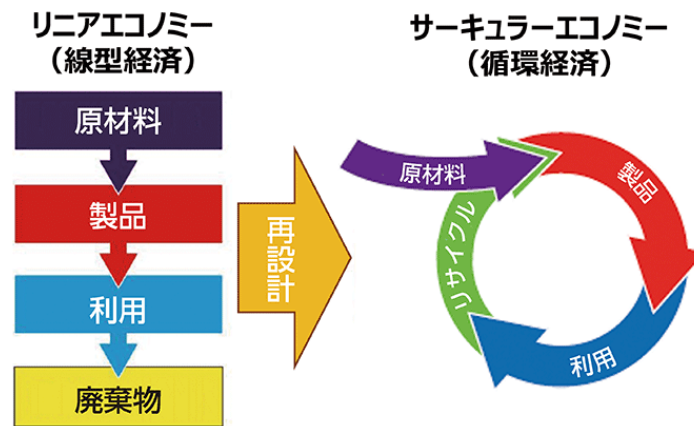 リニアエコノミー
（線型経済）
原材料
製品
利用
廃棄物
再設計
サーキュラーエコノミー
（循環経済）
原材料
製品
利用
リサイクル